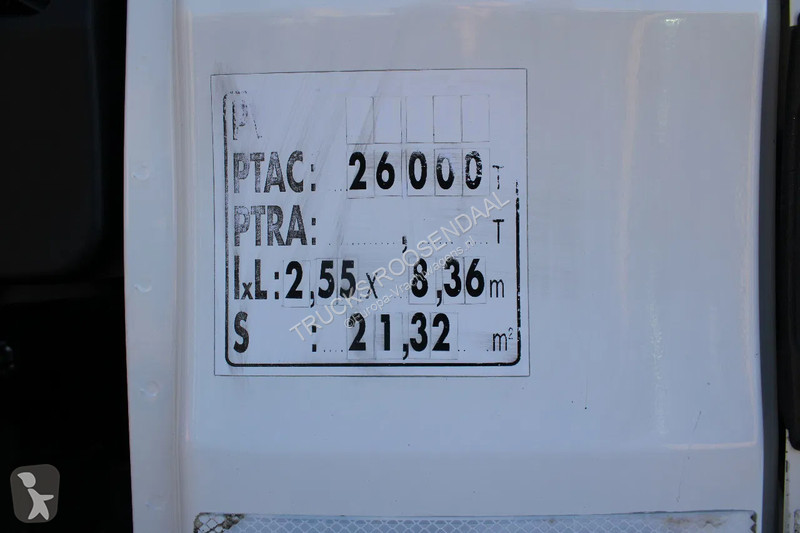 PTAC: 26000 T
PTRA: , T
lxL: 2,55 x 8,36 m
S : 21,32 m²
TRUCKS ROOSENDAAL